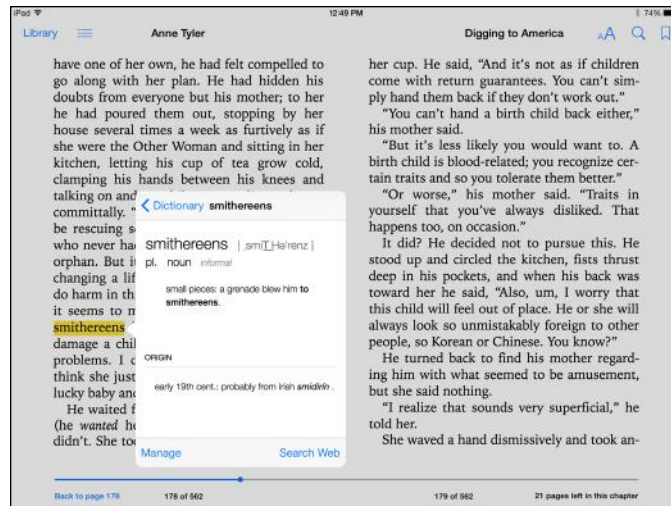 iPad 12:49 PM 74%
Library Anne Tyler Digging to America AA
have one of her own, he had felt compelled to
go along with her plan. He had hidden his
doubts from everyone but his mother; to her
he had poured them out, stopping by her
house several times a week as furtively as if
she were the Other Woman and sitting in her
kitchen, letting his cup of tea grow cold,
clamping his hands between his knees and
talking on and
committally. “
be rescuing
who never had
orphan. But
changing a lif
do harm in th
it seems to m
smithereens
damage a chil
problems. I
think she just
lucky baby and
He waited f
(he wanted he
didn’t. She too
Dictionary smithereens
smithereens | ˌsmiT͟Həˈrenz |
pl. noun informal
small pieces: a grenade blew him to
smithereens.
ORIGIN
early 19th cent.: probably from Irish smidirín .
Manage Search Web
her cup. He said, “And it’s not as if children
come with return guarantees. You can’t sim-
ply hand them back if they don’t work out.”
“You can’t hand a birth child back either,”
his mother said.
“But it’s less likely you would want to. A
birth child is blood-related; you recognize cer-
tain traits and so you tolerate them better.”
“Or worse,” his mother said. “Traits in
yourself that you’ve always disliked. That
happens too, on occasion.”
It did? He decided not to pursue this. He
stood up and circled the kitchen, fists thrust
deep in his pockets, and when his back was
toward her he said, “Also, um, I worry that
this child will feel out of place. He or she will
always look so unmistakably foreign to other
people, so Korean or Chinese. You know?”
He turned back to find his mother regard-
ing him with what seemed to be amusement,
but she said nothing.
“I realize that sounds very superficial,” he
told her.
She waved a hand dismissively and took an-
Back to page 176 178 of 562 179 of 562 21 pages left in this chapter